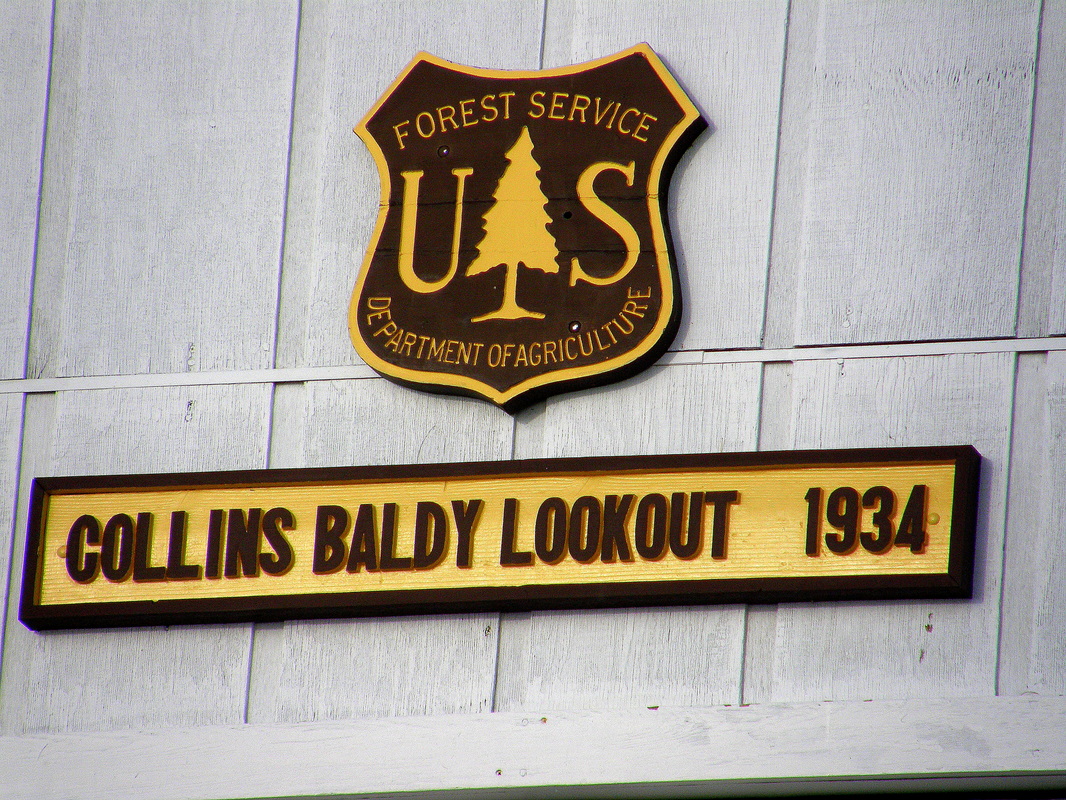 FOREST SERVICE
U S
DEPARTMENT OF AGRICULTURE
COLLINS BALDY LOOKOUT 1934